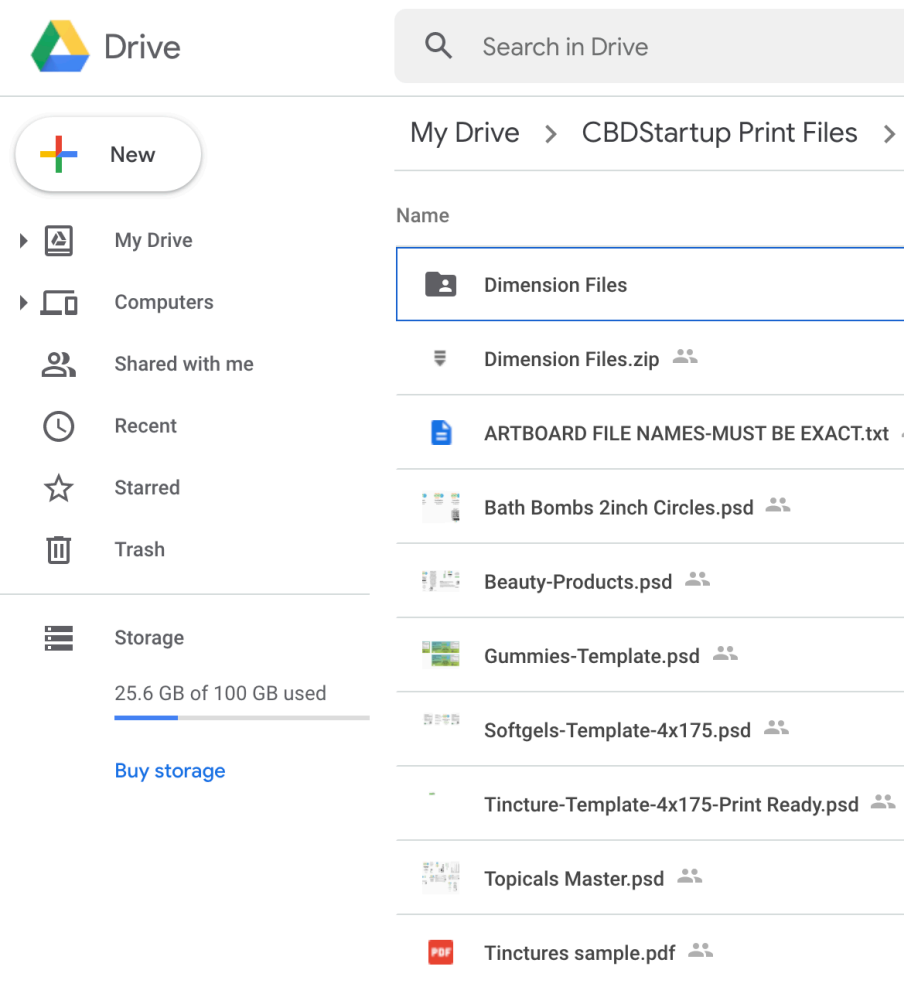 Drive
Search in Drive
New
My Drive
Computers
Shared with me
Recent
Starred
Trash
Storage
25.6 GB of 100 GB used
Buy storage
My Drive > CBDStartup Print Files >
Name
Dimension Files
Dimension Files.zip
ARTBOARD FILE NAMES-MUST BE EXACT.txt
Bath Bombs 2inch Circles.psd
Beauty-Products.psd
Gummies-Template.psd
Softgels-Template-4x175.psd
Tincture-Template-4x175-Print Ready.psd
Topicals Master.psd
PDF
Tinctures sample.pdf